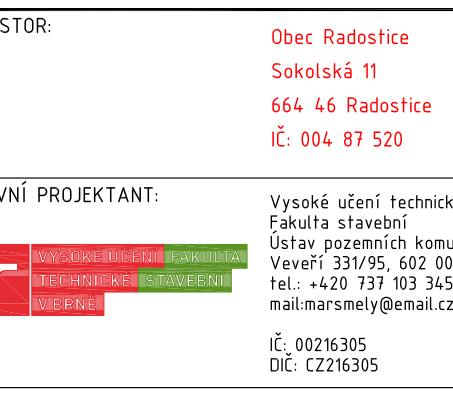 STOR:
Obec Radostice
Sokolská 11
664 46 Radostice
IČ: 004 87 520
VNÍ PROJEKTANT:
VYSOKÉ UČENÍ FAKULTA
TECHNICKÉ STAVEBNÍ
V BRNĚ
Vysoké učení technick
Fakulta stavební
Ústav pozemních komu
Veveří 331/95, 602 00
tel.: +420 737 103 345
mail:marsmely@email.cz
IČ: 00216305
DIČ: CZ216305